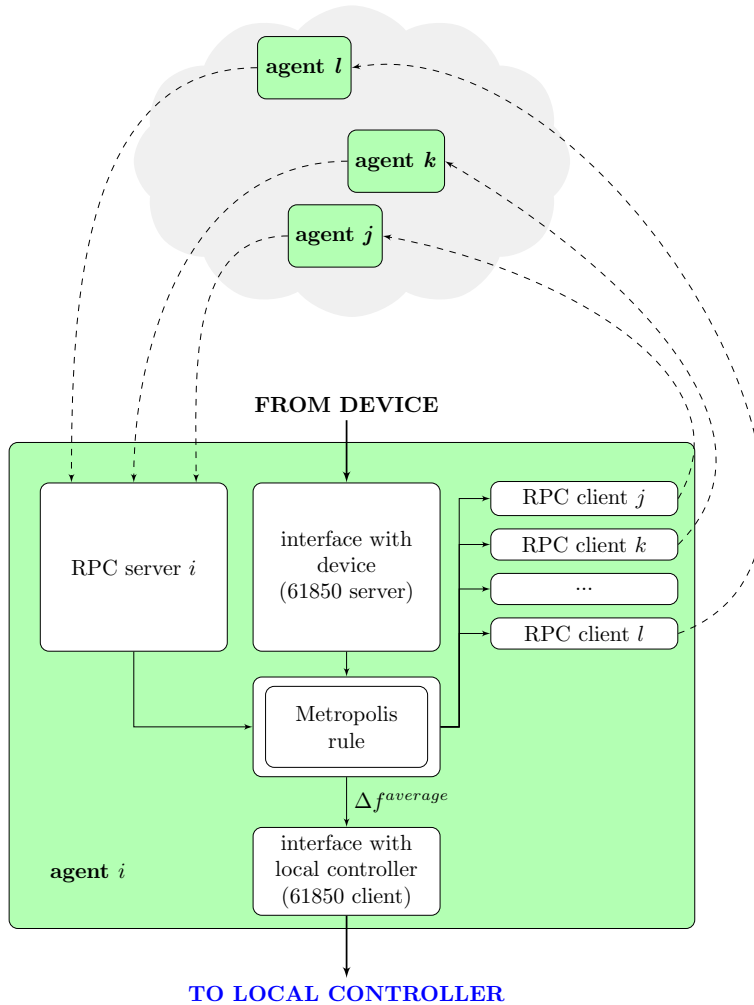 agent l
agent k
agent j
FROM DEVICE
RPC server i
interface with
device
(61850 server)
RPC client j
RPC client k
...
RPC client l
Metropolis
rule
Δf^average
interface with
local controller
(61850 client)
agent i
TO LOCAL CONTROLLER